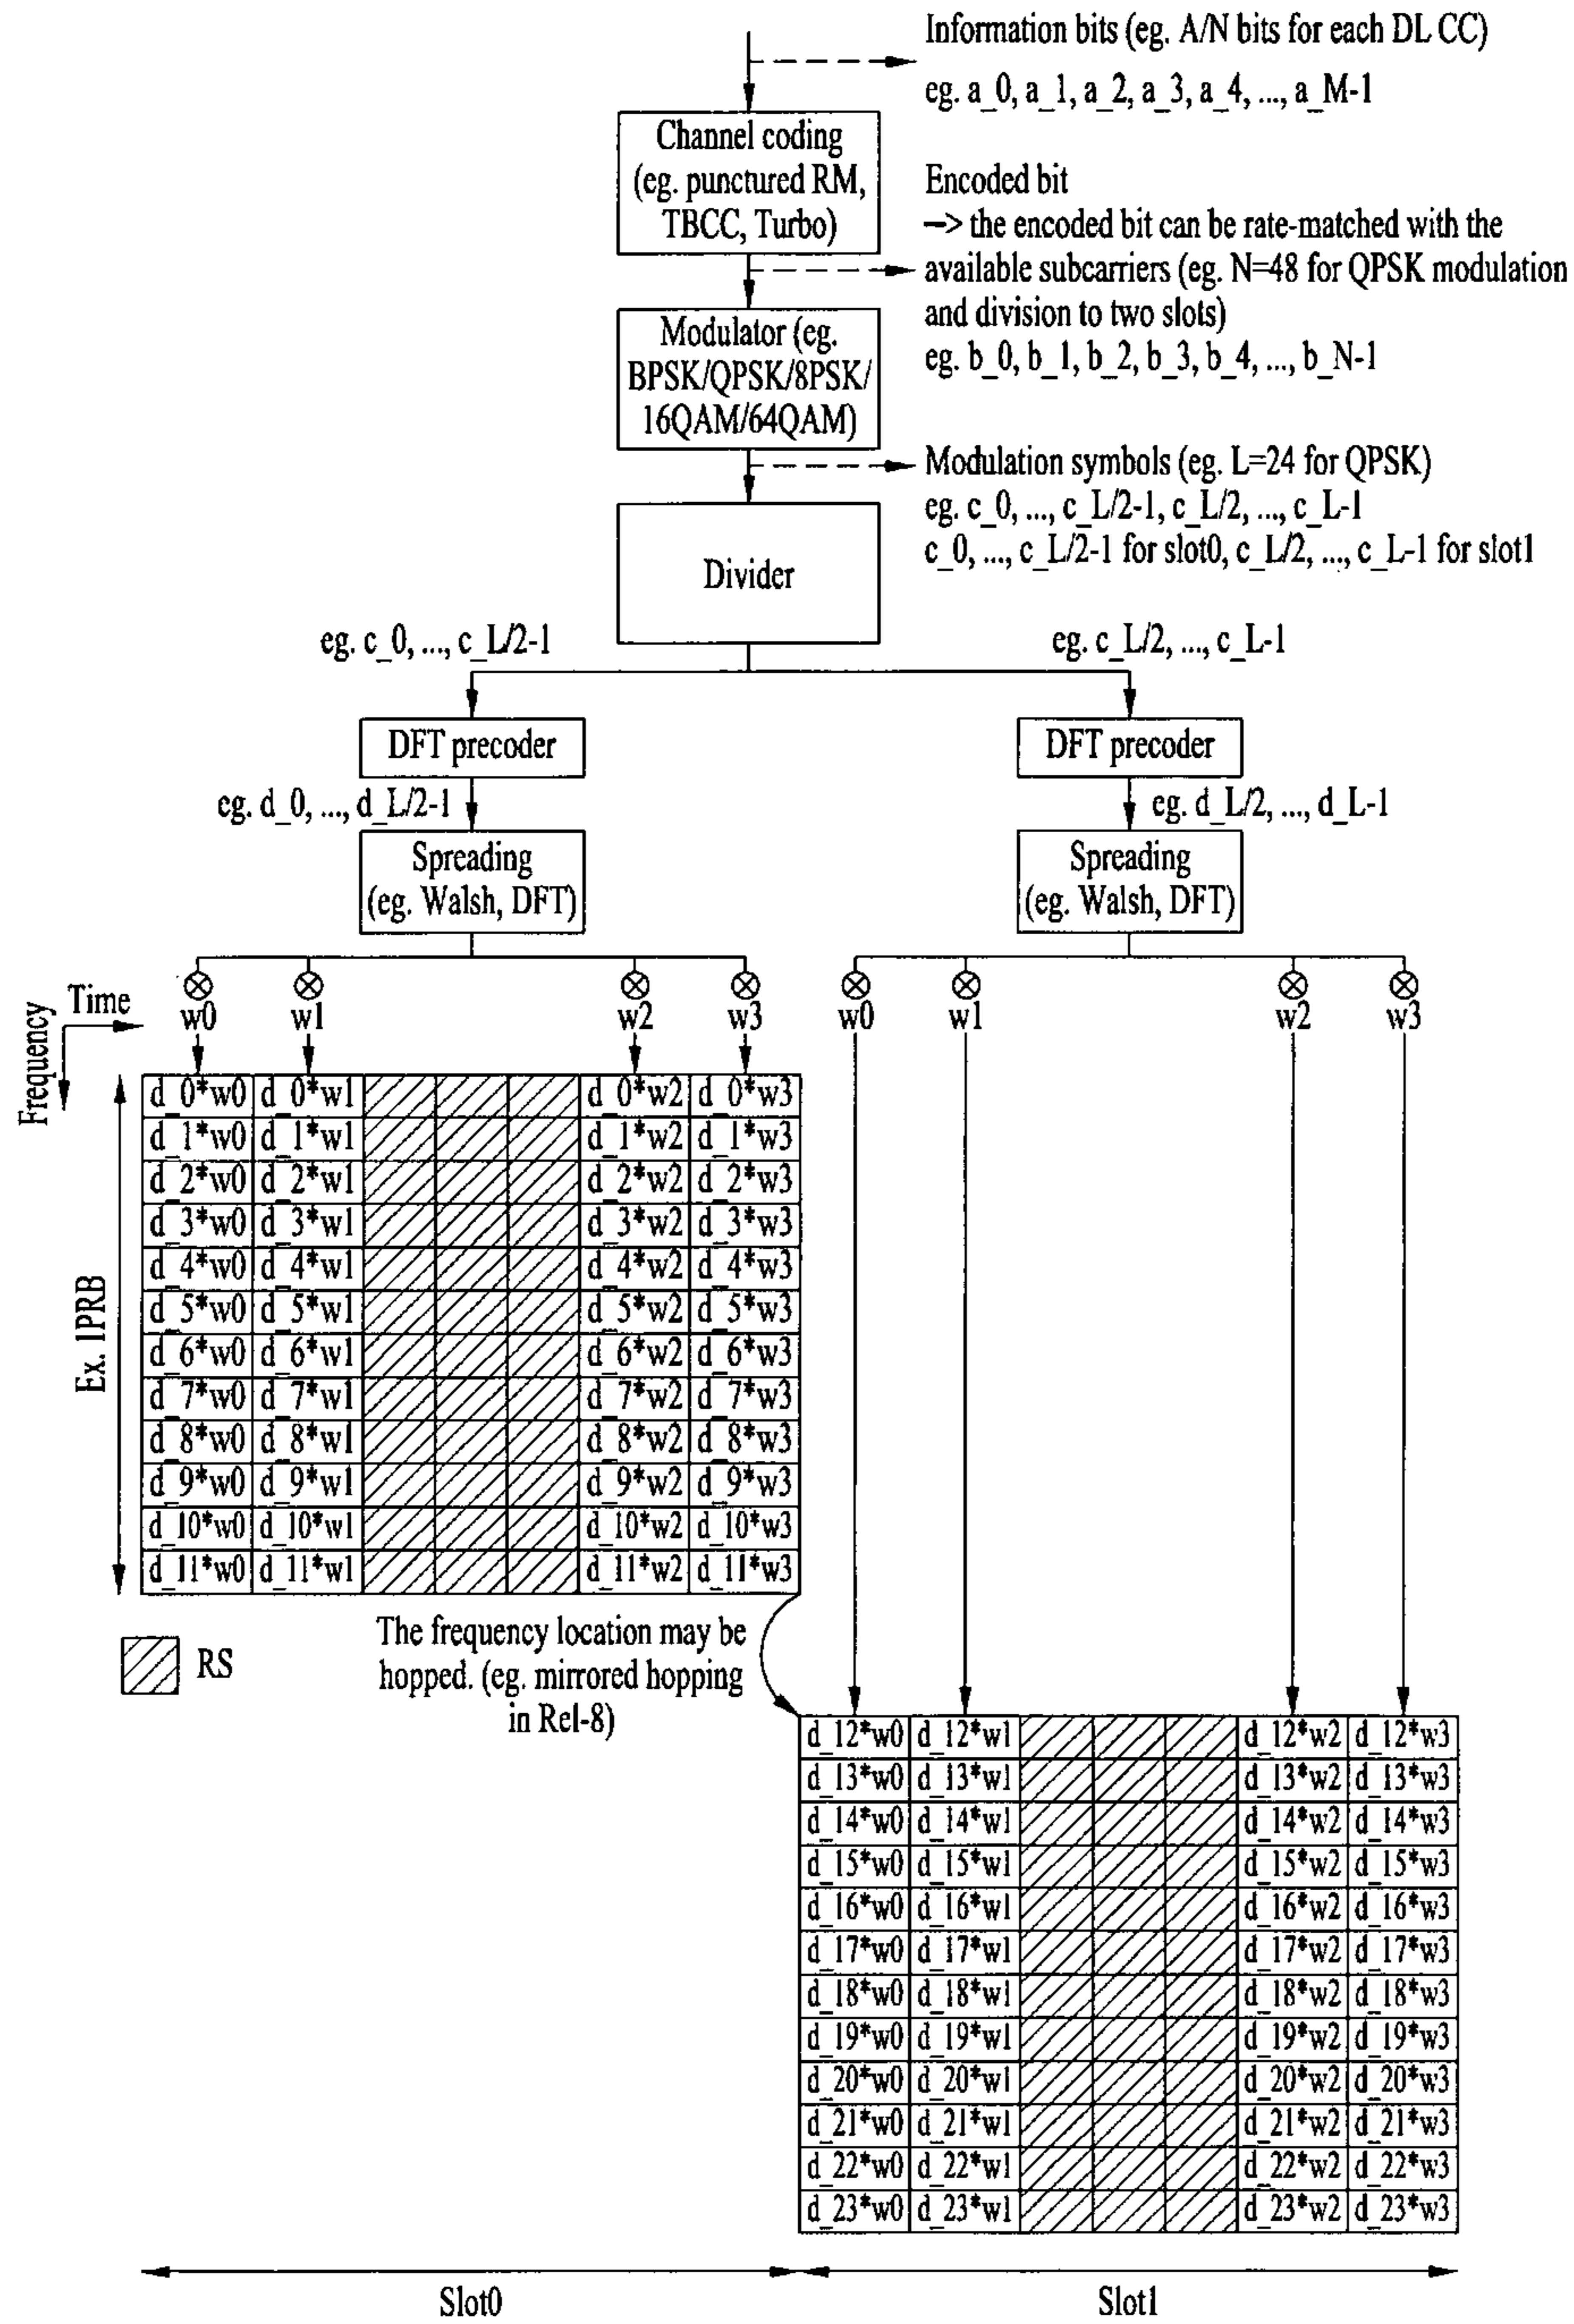 Information bits (eg. A/N bits for each DL CC)
eg. a_0, a_1, a_2, a_3, a_4, ..., a_M-1
Channel coding
(eg. punctured RM,
TBCC, Turbo)
Encoded bit
—> the encoded bit can be rate-matched with the
available subcarriers (eg. N=48 for QPSK modulation
and division to two slots)
eg. b_0, b_1, b_2, b_3, b_4, ..., b_N-1
Modulator (eg.
BPSK/QPSK/8PSK/
16QAM/64QAM)
Modulation symbols (eg. L=24 for QPSK)
eg. c_0, ..., c_L/2-1, c_L/2, ..., c_L-1
c_0, ..., c_L/2-1 for slot0, c_L/2, ..., c_L-1 for slot1
Divider
eg. c_0, ..., c_L/2-1 eg. c_L/2, ..., c_L-1
DFT precoder DFT precoder
eg. d_0, ..., d_L/2-1 eg. d_L/2, ..., d_L-1
Spreading Spreading
(eg. Walsh, DFT) (eg. Walsh, DFT)
Time
Frequency
w0 w1 w2 w3 w0 w1 w2 w3
Ex. 1PRB
d_0*w0 d_0*w1 d_0*w2 d_0*w3
d_1*w0 d_1*w1 d_1*w2 d_1*w3
d_2*w0 d_2*w1 d_2*w2 d_2*w3
d_3*w0 d_3*w1 d_3*w2 d_3*w3
d_4*w0 d_4*w1 d_4*w2 d_4*w3
d_5*w0 d_5*w1 d_5*w2 d_5*w3
d_6*w0 d_6*w1 d_6*w2 d_6*w3
d_7*w0 d_7*w1 d_7*w2 d_7*w3
d_8*w0 d_8*w1 d_8*w2 d_8*w3
d_9*w0 d_9*w1 d_9*w2 d_9*w3
d_10*w0 d_10*w1 d_10*w2 d_10*w3
d_11*w0 d_11*w1 d_11*w2 d_11*w3
RS
The frequency location may be
hopped. (eg. mirrored hopping
in Rel-8)
d_12*w0 d_12*w1 d_12*w2 d_12*w3
d_13*w0 d_13*w1 d_13*w2 d_13*w3
d_14*w0 d_14*w1 d_14*w2 d_14*w3
d_15*w0 d_15*w1 d_15*w2 d_15*w3
d_16*w0 d_16*w1 d_16*w2 d_16*w3
d_17*w0 d_17*w1 d_17*w2 d_17*w3
d_18*w0 d_18*w1 d_18*w2 d_18*w3
d_19*w0 d_19*w1 d_19*w2 d_19*w3
d_20*w0 d_20*w1 d_20*w2 d_20*w3
d_21*w0 d_21*w1 d_21*w2 d_21*w3
d_22*w0 d_22*w1 d_22*w2 d_22*w3
d_23*w0 d_23*w1 d_23*w2 d_23*w3
Slot0 Slot1